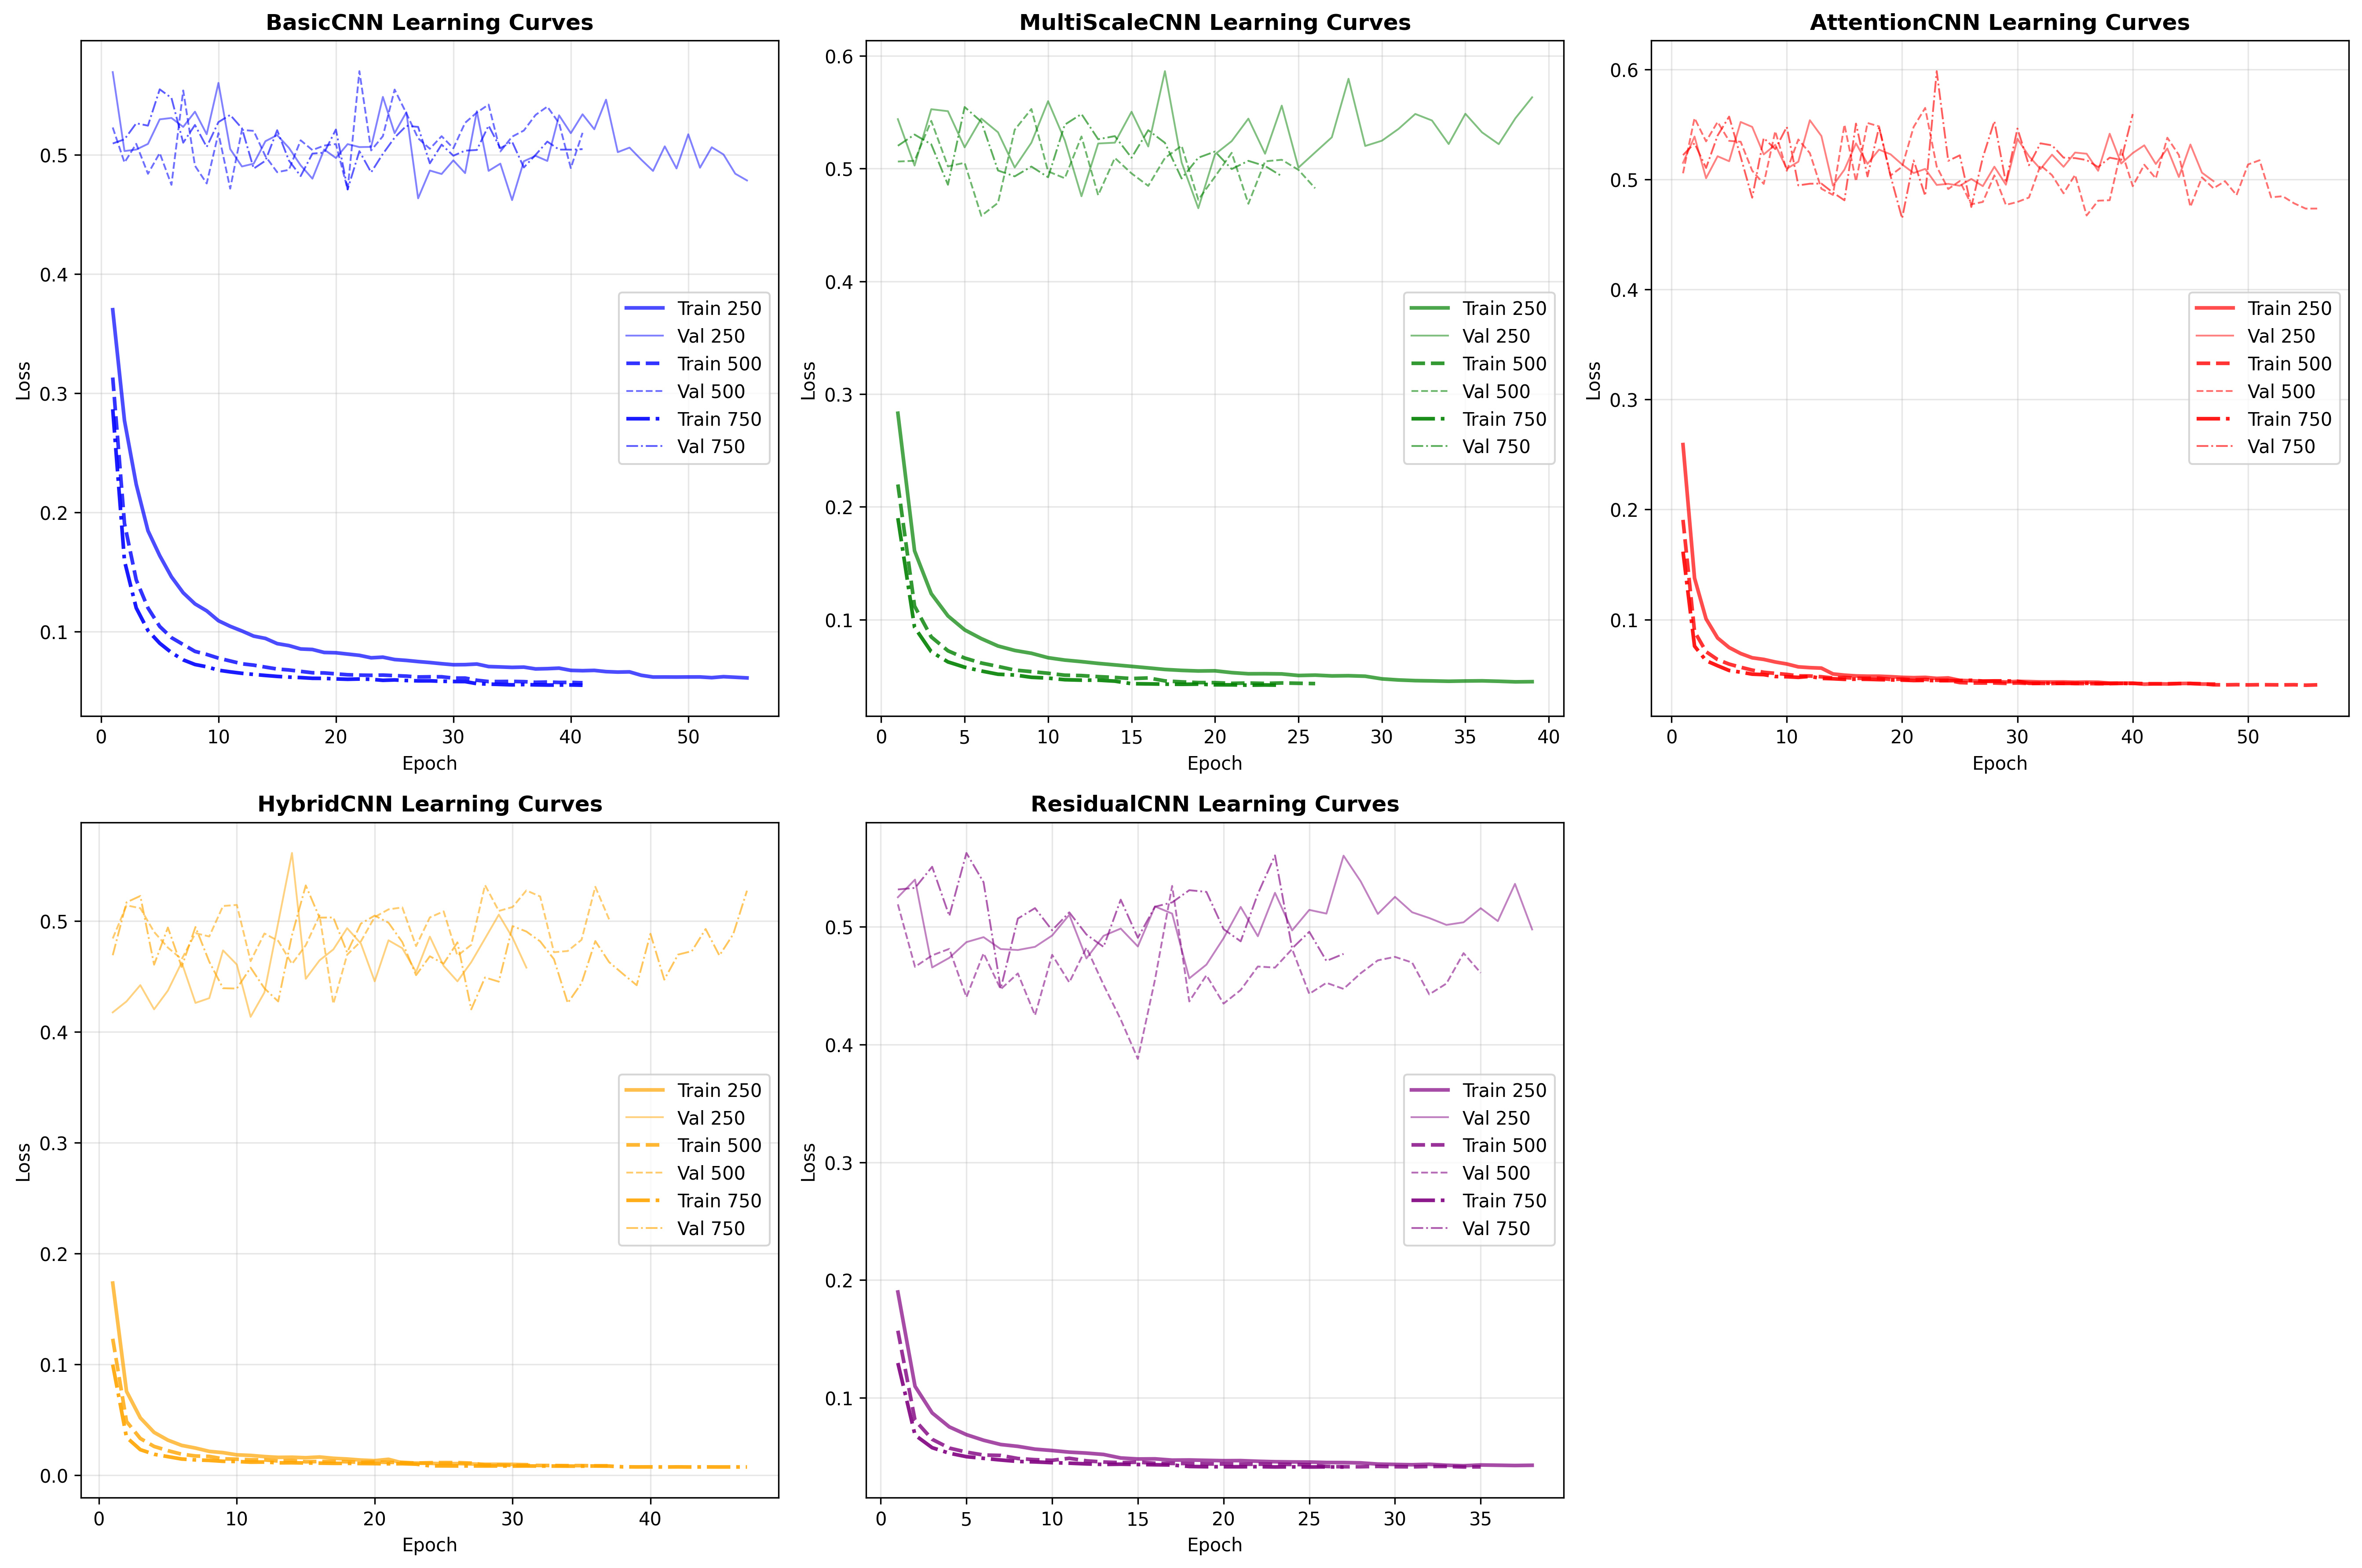 BasicCNN Learning Curves
Loss
0.5
0.4
0.3
0.2
0.1
Train 250
Val 250
Train 500
Val 500
Train 750
Val 750
0 10 20 30 40 50
Epoch
MultiScaleCNN Learning Curves
Loss
0.6
0.5
0.4
0.3
0.2
0.1
Train 250
Val 250
Train 500
Val 500
Train 750
Val 750
0 5 10 15 20 25 30 35 40
Epoch
AttentionCNN Learning Curves
Loss
0.6
0.5
0.4
0.3
0.2
0.1
Train 250
Val 250
Train 500
Val 500
Train 750
Val 750
0 10 20 30 40 50
Epoch
HybridCNN Learning Curves
Loss
0.5
0.4
0.3
0.2
0.1
0.0
Train 250
Val 250
Train 500
Val 500
Train 750
Val 750
0 10 20 30 40
Epoch
ResidualCNN Learning Curves
Loss
0.5
0.4
0.3
0.2
0.1
Train 250
Val 250
Train 500
Val 500
Train 750
Val 750
0 5 10 15 20 25 30 35
Epoch